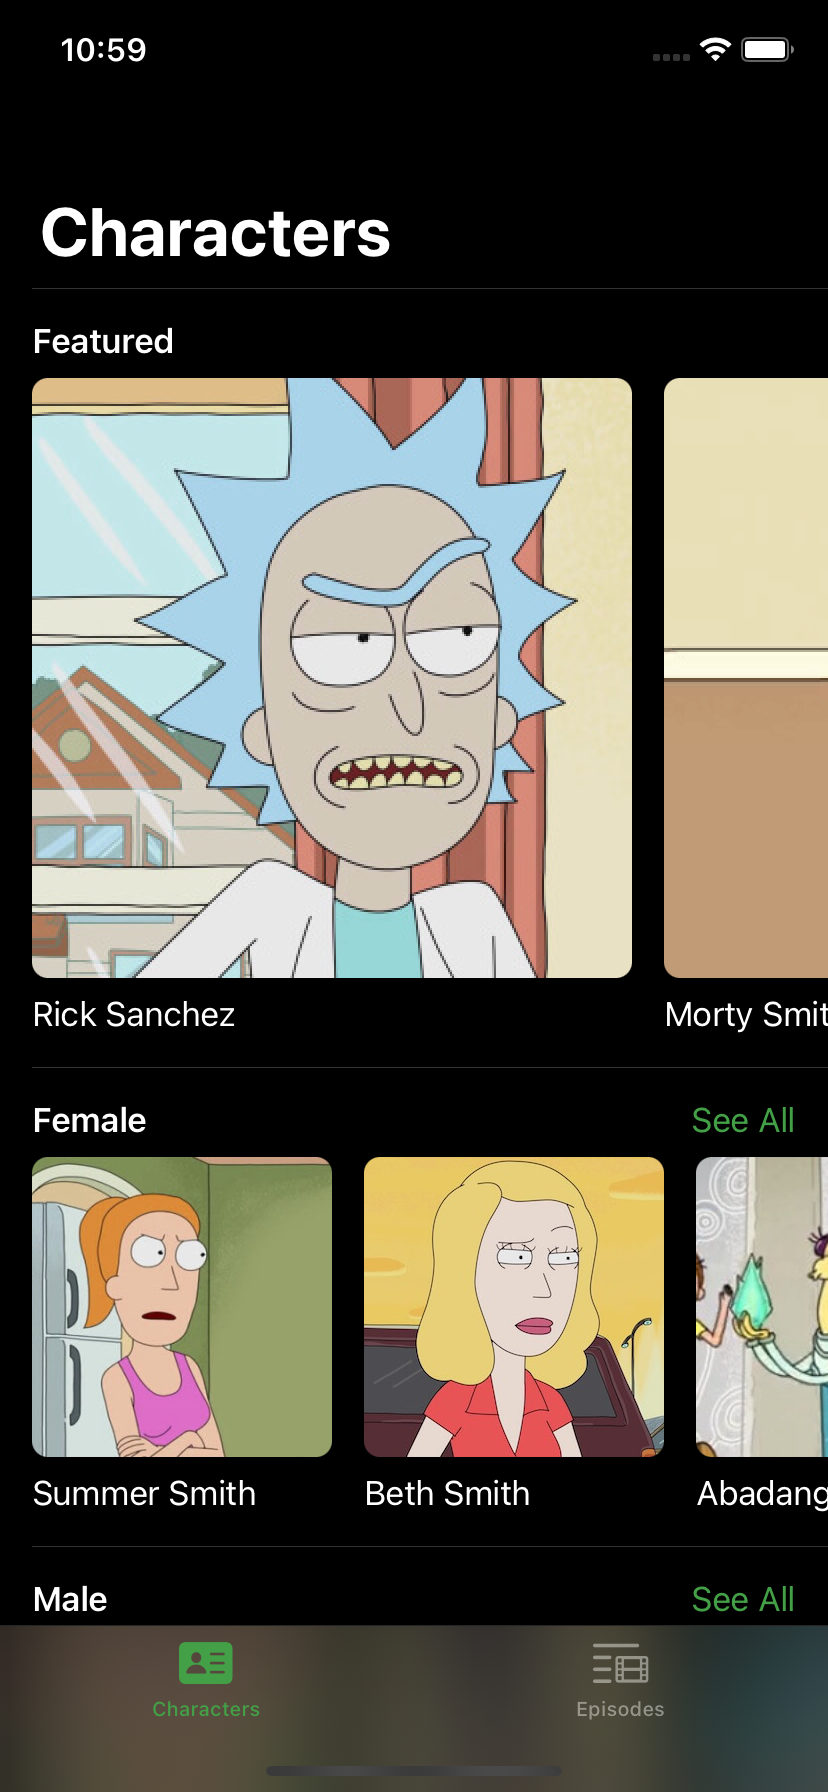 10:59
Characters
Featured
Rick Sanchez
Morty Smit
Female
See All
Summer Smith
Beth Smith
Abadang
Male
See All
Characters
Episodes